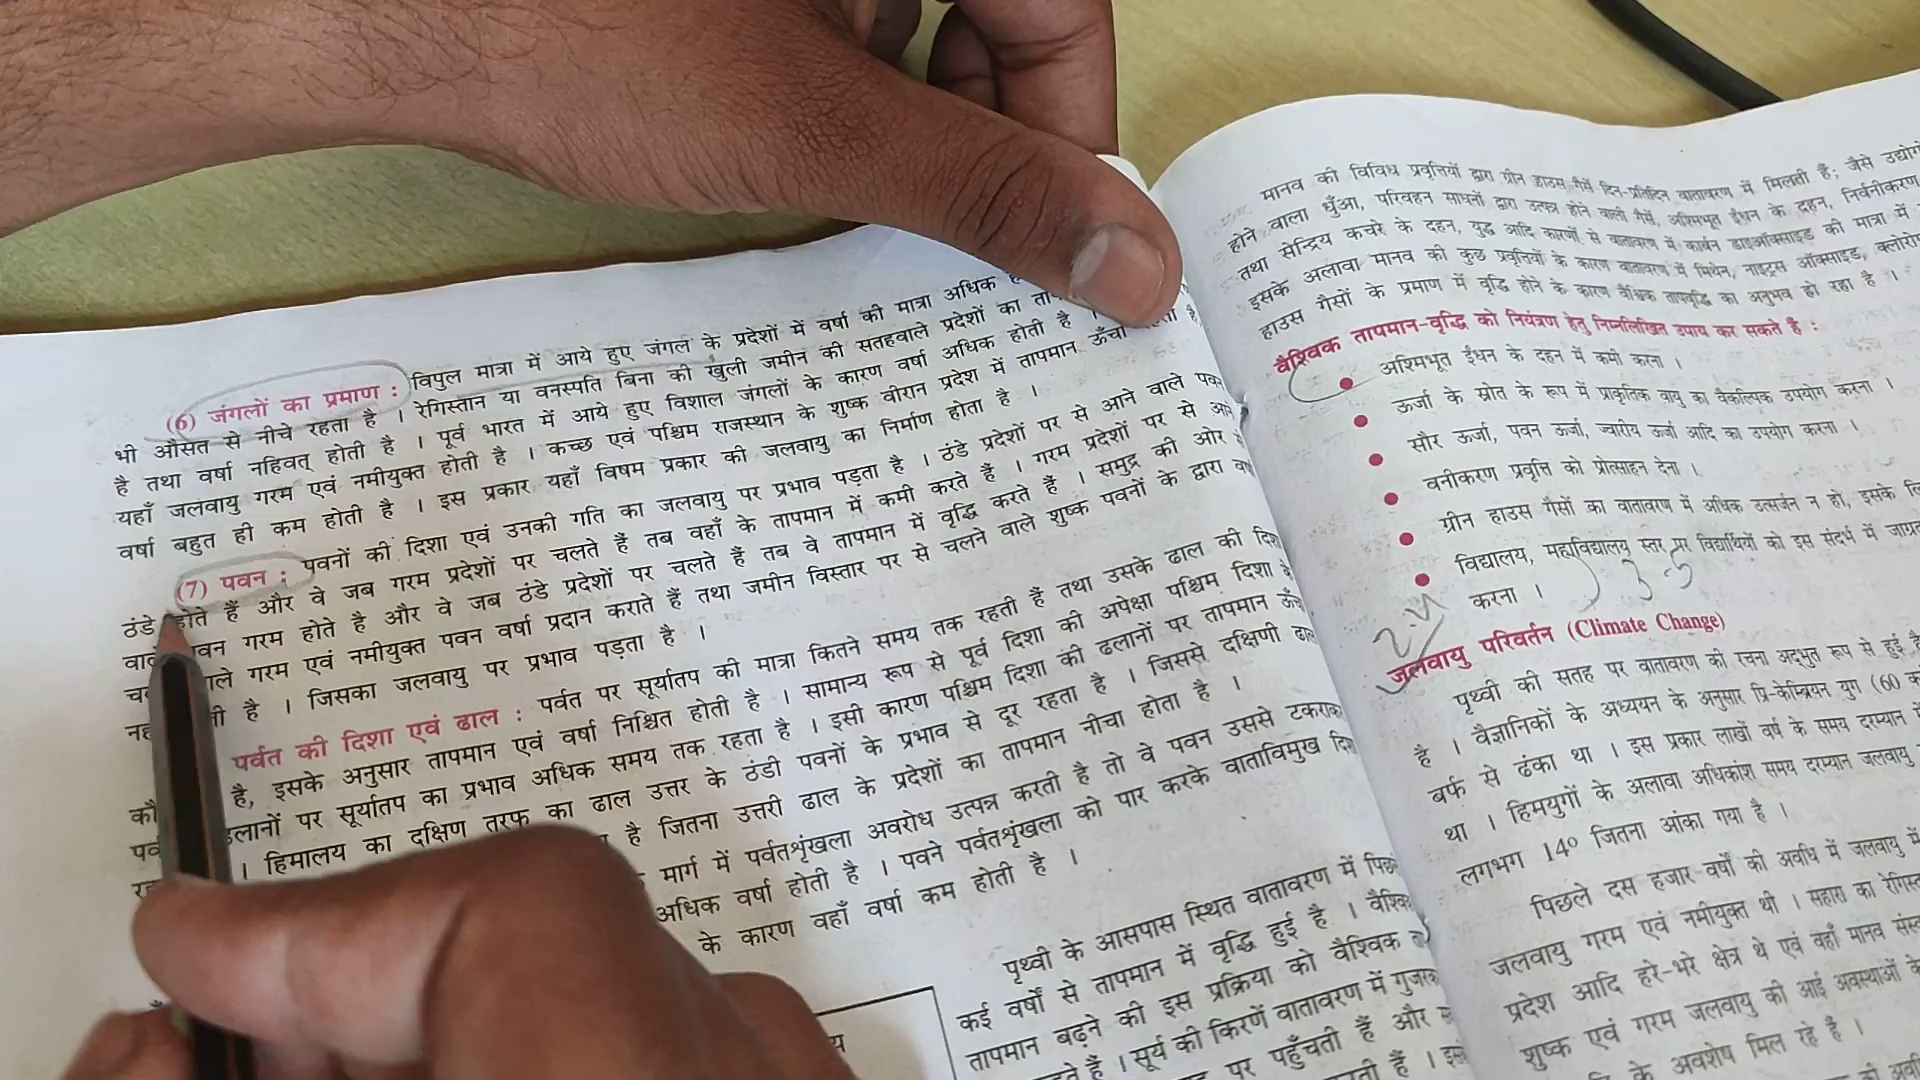 (6) जंगलों का प्रमाण : विपुल मात्रा में आये हुए जंगल के प्रदेशों में वर्षा की मात्रा अधिक
भी औसत से नीचे रहता है । रेगिस्तान या वनस्पति बिना की खुली जमीन की सतहवाले प्रदेशों का
है तथा वर्षा नहिवत् होती है । पूर्व भारत में आये हुए विशाल जंगलों के कारण वर्षा अधिक होती है ।
यहाँ जलवायु गरम एवं नमीयुक्त होती है । कच्छ एवं पश्चिम राजस्थान के शुष्क वीरान प्रदेश में तापमान ऊँचा
वर्षा बहुत ही कम होती है । इस प्रकार यहाँ विषम प्रकार की जलवायु का निर्माण होता है ।
(7) पवन : पवनों की दिशा एवं उनकी गति का जलवायु पर प्रभाव पड़ता है । ठंडे प्रदेशों पर से आने वाले पवन
ठंडे होते हैं और वे जब गरम प्रदेशों पर चलते हैं तब वहाँ के तापमान में कमी करते हैं । गरम प्रदेशों पर से आने
पवन गरम होते है और वे जब ठंडे प्रदेशों पर चलते हैं तब वे तापमान में वृद्धि करते हैं । समुद्र की ओर से
गरम एवं नमीयुक्त पवन वर्षा प्रदान कराते हैं तथा जमीन विस्तार पर से चलने वाले शुष्क पवनों के द्वारा
है । जिसका जलवायु पर प्रभाव पड़ता है ।
पर्वत की दिशा एवं ढाल : पर्वत पर सूर्यातप की मात्रा कितने समय तक रहती हैं तथा उसके ढाल की दिशा
है, इसके अनुसार तापमान एवं वर्षा निश्चित होती है । सामान्य रूप से पूर्व दिशा की अपेक्षा पश्चिम दिशा
ढलानों पर सूर्यातप का प्रभाव अधिक समय तक रहता है । इसी कारण पश्चिम दिशा की ढलानों पर तापमान ऊँचा
। हिमालय का दक्षिण तरफ का ढाल उत्तर के ठंडी पवनों के प्रभाव से दूर रहता है । जिससे दक्षिणी ढाल
है जितना उत्तरी ढाल के प्रदेशों का तापमान नीचा होता है ।
मार्ग में पर्वतशृंखला अवरोध उत्पन्न करती है तो वे पवन उससे टकराकर
अधिक वर्षा होती है । पवने पर्वतशृंखला को पार करके वाताविमुख
के कारण वहाँ वर्षा कम होती है ।
पृथ्वी के आसपास स्थित वातावरण में
कई वर्षों से तापमान में वृद्धि हुई है । वैश्विक
तापमान बढ़ने की इस प्रक्रिया को वैश्विक
। सूर्य की किरणें वातावरण में
पर पहुँचती हैं और
मानव की विविध प्रवृत्तियों द्वारा ग्रीन हाउस गैसें दिन-प्रतिदिन वातावरण में मिलती हैं; जैसे
होने वाला धुँआ, परिवहन साधनों द्वारा उत्पन्न होने वाली गैसें, अश्मिभूत ईंधन के दहन, निर्वनीकरण
तथा सेन्द्रिय कचरे के दहन, युद्ध आदि कारणों से वातावरण में कार्बन डाइऑक्साइड की मात्रा में
इसके अलावा मानव की कुछ प्रवृत्तियों के कारण वातावरण में मिथेन, नाइट्रस ऑक्साइड,
हाउस गैसों के प्रमाण में वृद्धि होने के कारण वैश्विक तापवृद्धि का अनुभव हो रहा है ।
वैश्विक तापमान-वृद्धि को नियंत्रण हेतु निम्नलिखित उपाय कर सकते हैं :
● अश्मिभूत ईंधन के दहन में कमी करना ।
● ऊर्जा के स्रोत के रूप में प्राकृतिक वायु का वैकल्पिक उपयोग करना ।
● सौर ऊर्जा, पवन ऊर्जा, ज्वारीय ऊर्जा आदि का उपयोग करना ।
● वनीकरण प्रवृत्ति को प्रोत्साहन देना ।
● ग्रीन हाउस गैसों का वातावरण में अधिक उत्सर्जन न हो, इसके
● विद्यालय, महाविद्यालय स्तर पर विद्यार्थियों को इस संदर्भ में
करना ।
जलवायु परिवर्तन (Climate Change)
पृथ्वी की सतह पर वातावरण की रचना अद्भुत रूप से हुई
है । वैज्ञानिकों के अध्ययन के अनुसार प्रि-केम्ब्रियन युग (60
बर्फ से ढंका था । इस प्रकार लाखों वर्ष के समय दरम्यान
था । हिमयुगों के अलावा अधिकांश समय दरम्यान जलवायु
लगभग 14° जितना आंका गया है ।
पिछले दस हजार वर्षों की अवधि में जलवायु में
जलवायु गरम एवं नमीयुक्त थी । सहारा का
प्रदेश आदि हरे-भरे क्षेत्र थे एवं वहाँ मानव
शुष्क एवं गरम जलवायु की आई अवस्थाओं के
के अवशेष मिल रहे हैं ।